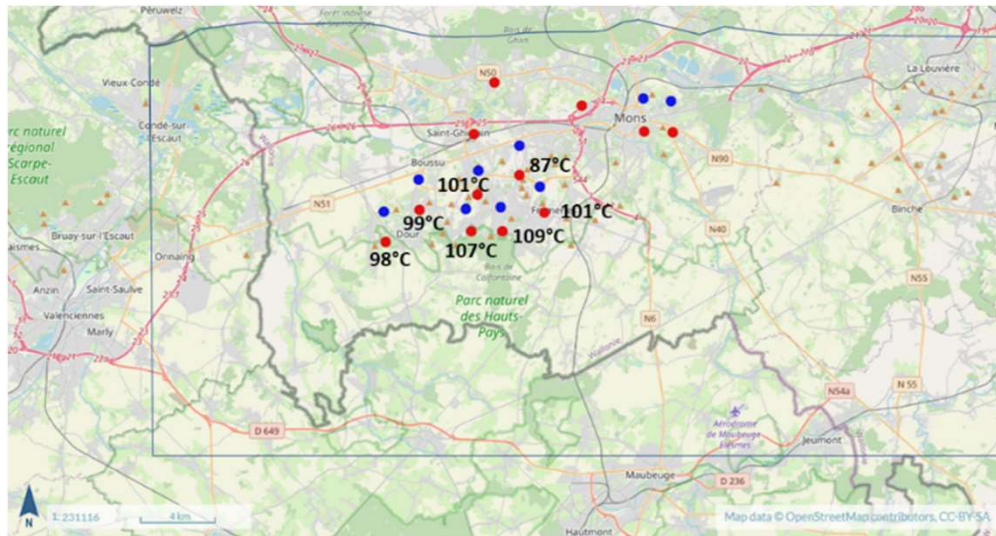 Péruwelz
Bois de
Ghlin
La Louvière
Vieux-Condé
N50
Condé-sur
l'Escaut
Mons
Saint-Ghislain
Parc naturel
régional
Scarpe-
Escaut
Boussu
N90
87°C
101°C
N51
101°C
99°C
Binche
Dour
109°C
107°C
N40
98°C
Bruay-sur-l'Escaut
Onnaing
Bois de
Colfontaine
N55
Anzin
Saint-Saulve
Parc naturel
des Hauts-
Pays
Valenciennes
Marly
N6
Wallonie
N54a
N 55
Aérodrome
de Maubeuge
Élesmes
D 649
Jeumont
Maubeuge
D 236
N
1: 231116
4 km
Hautmont
Map data © OpenStreetMap contributors, CC-BY-SA